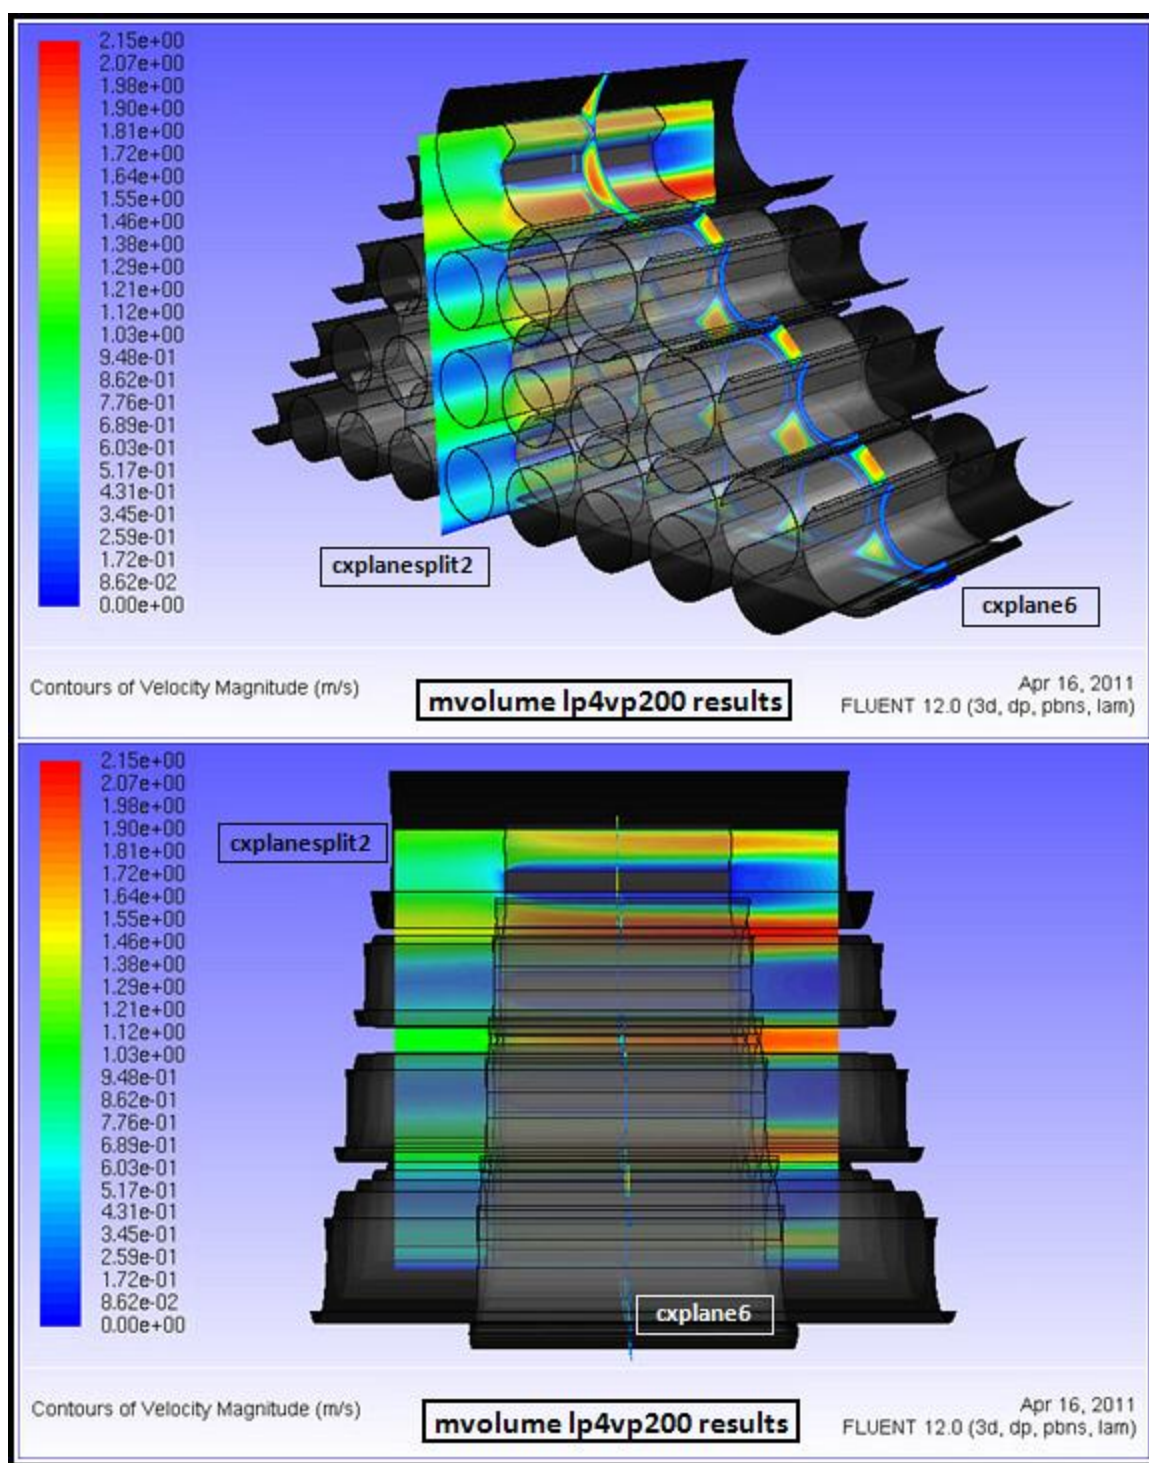 2.15e+00
2.07e+00
1.98e+00
1.90e+00
1.81e+00
1.72e+00
1.64e+00
1.55e+00
1.46e+00
1.38e+00
1.29e+00
1.21e+00
1.12e+00
1.03e+00
9.48e-01
8.62e-01
7.76e-01
6.89e-01
6.03e-01
5.17e-01
4.31e-01
3.45e-01
2.59e-01
1.72e-01
8.62e-02
0.00e+00
cxplanesplit2
cxplane6
Contours of Velocity Magnitude (m/s)
mvolume lp4vp200 results
Apr 16, 2011
FLUENT 12.0 (3d, dp, pbns, lam)
2.15e+00
2.07e+00
1.98e+00
1.90e+00
1.81e+00
1.72e+00
1.64e+00
1.55e+00
1.46e+00
1.38e+00
1.29e+00
1.21e+00
1.12e+00
1.03e+00
9.48e-01
8.62e-01
7.76e-01
6.89e-01
6.03e-01
5.17e-01
4.31e-01
3.45e-01
2.59e-01
1.72e-01
8.62e-02
0.00e+00
cxplanesplit2
cxplane6
Contours of Velocity Magnitude (m/s)
mvolume lp4vp200 results
Apr 16, 2011
FLUENT 12.0 (3d, dp, pbns, lam)